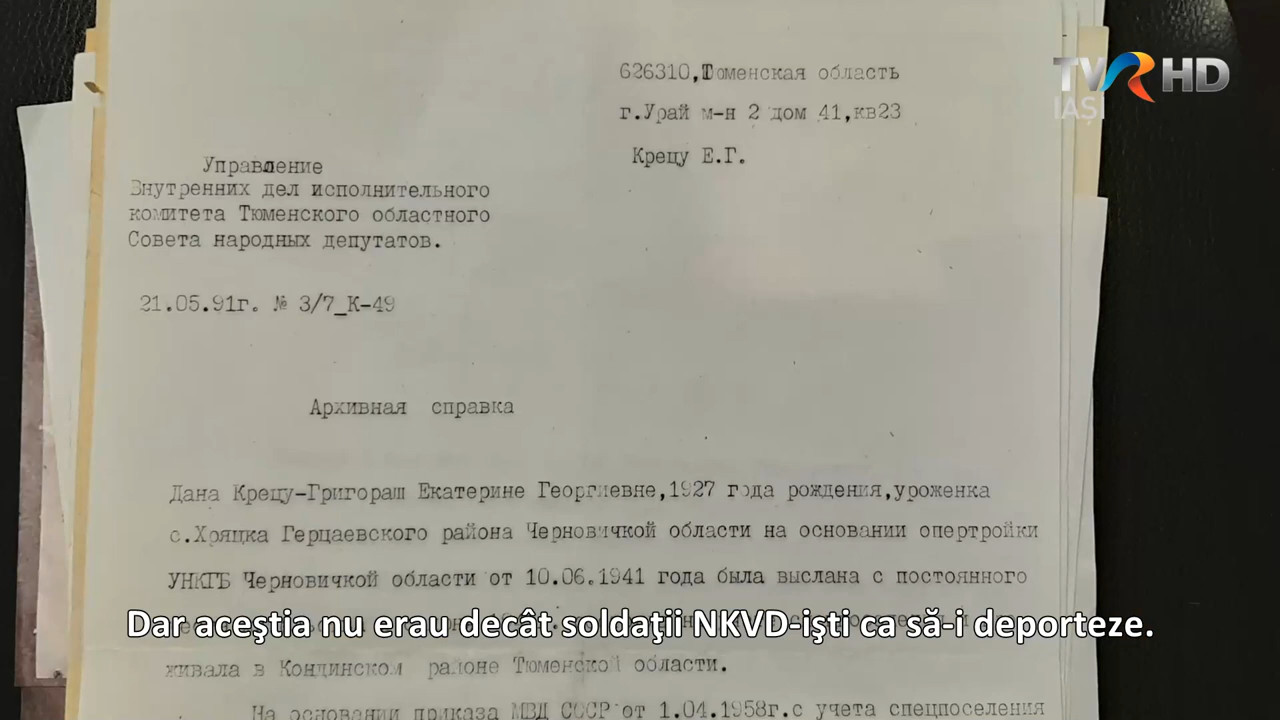 626310,Тюменская область
г.Урай м-н 2 дом 41,кв23
Крецу Е.Г.
TVR HD
IAȘI
Управление
Внутренних дел исполнительного
комитета Тюменского областного
Совета народных депутатов.
21.05.91г. № 3/7_К-49
Архивная справка
Дана Крецу-Григораш Екатерине Георгиевне,1927 года рождения,уроженка
с.Хряцка Герцаевского района Черновичкой области на основании опертройки
УНКГБ Черновичкой области от 10.06.1941 года была выслана с постоянного
Dar aceştia nu erau decât soldaţii NKVD-işti ca să-i deporteze.
живала в Кондинском районе Тюменской области.
На основании приказа МВД СССР от 1.04.1958г.с учета спецпоселения